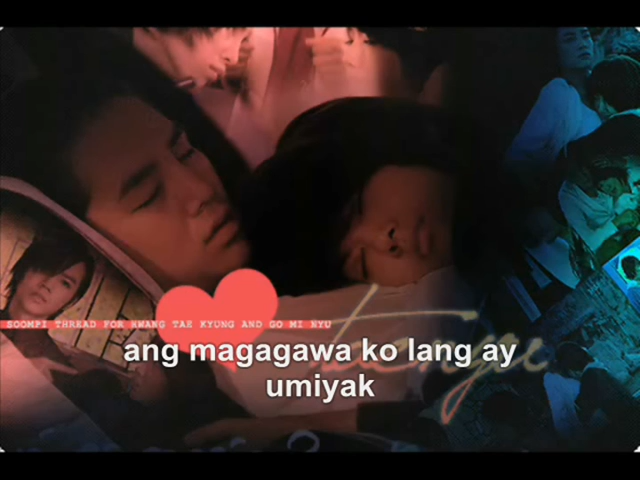 SOOMPI THREAD FOR HWANG TAE KYUNG AND GO MI NYU
ang magagawa ko lang ay
umiyak